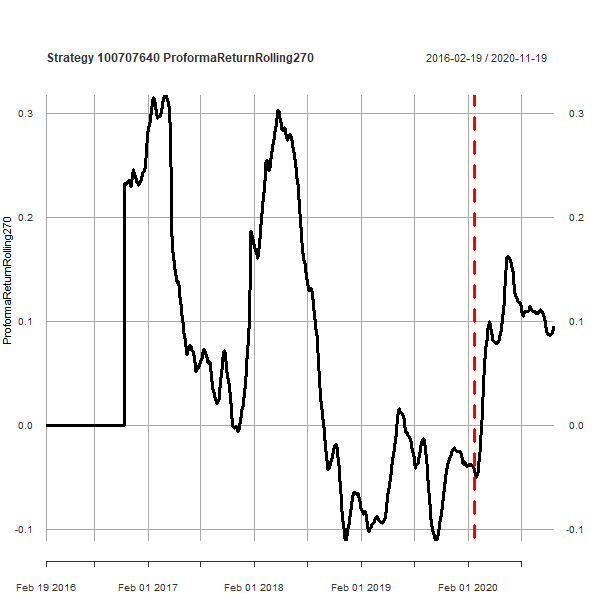 Strategy 100707640 ProformaReturnRolling270
2016-02-19 / 2020-11-19
ProformaReturnRolling270
0.3
0.3
0.2
0.2
0.1
0.1
0.0
0.0
-0.1
-0.1
Feb 19 2016
Feb 01 2017
Feb 01 2018
Feb 01 2019
Feb 01 2020